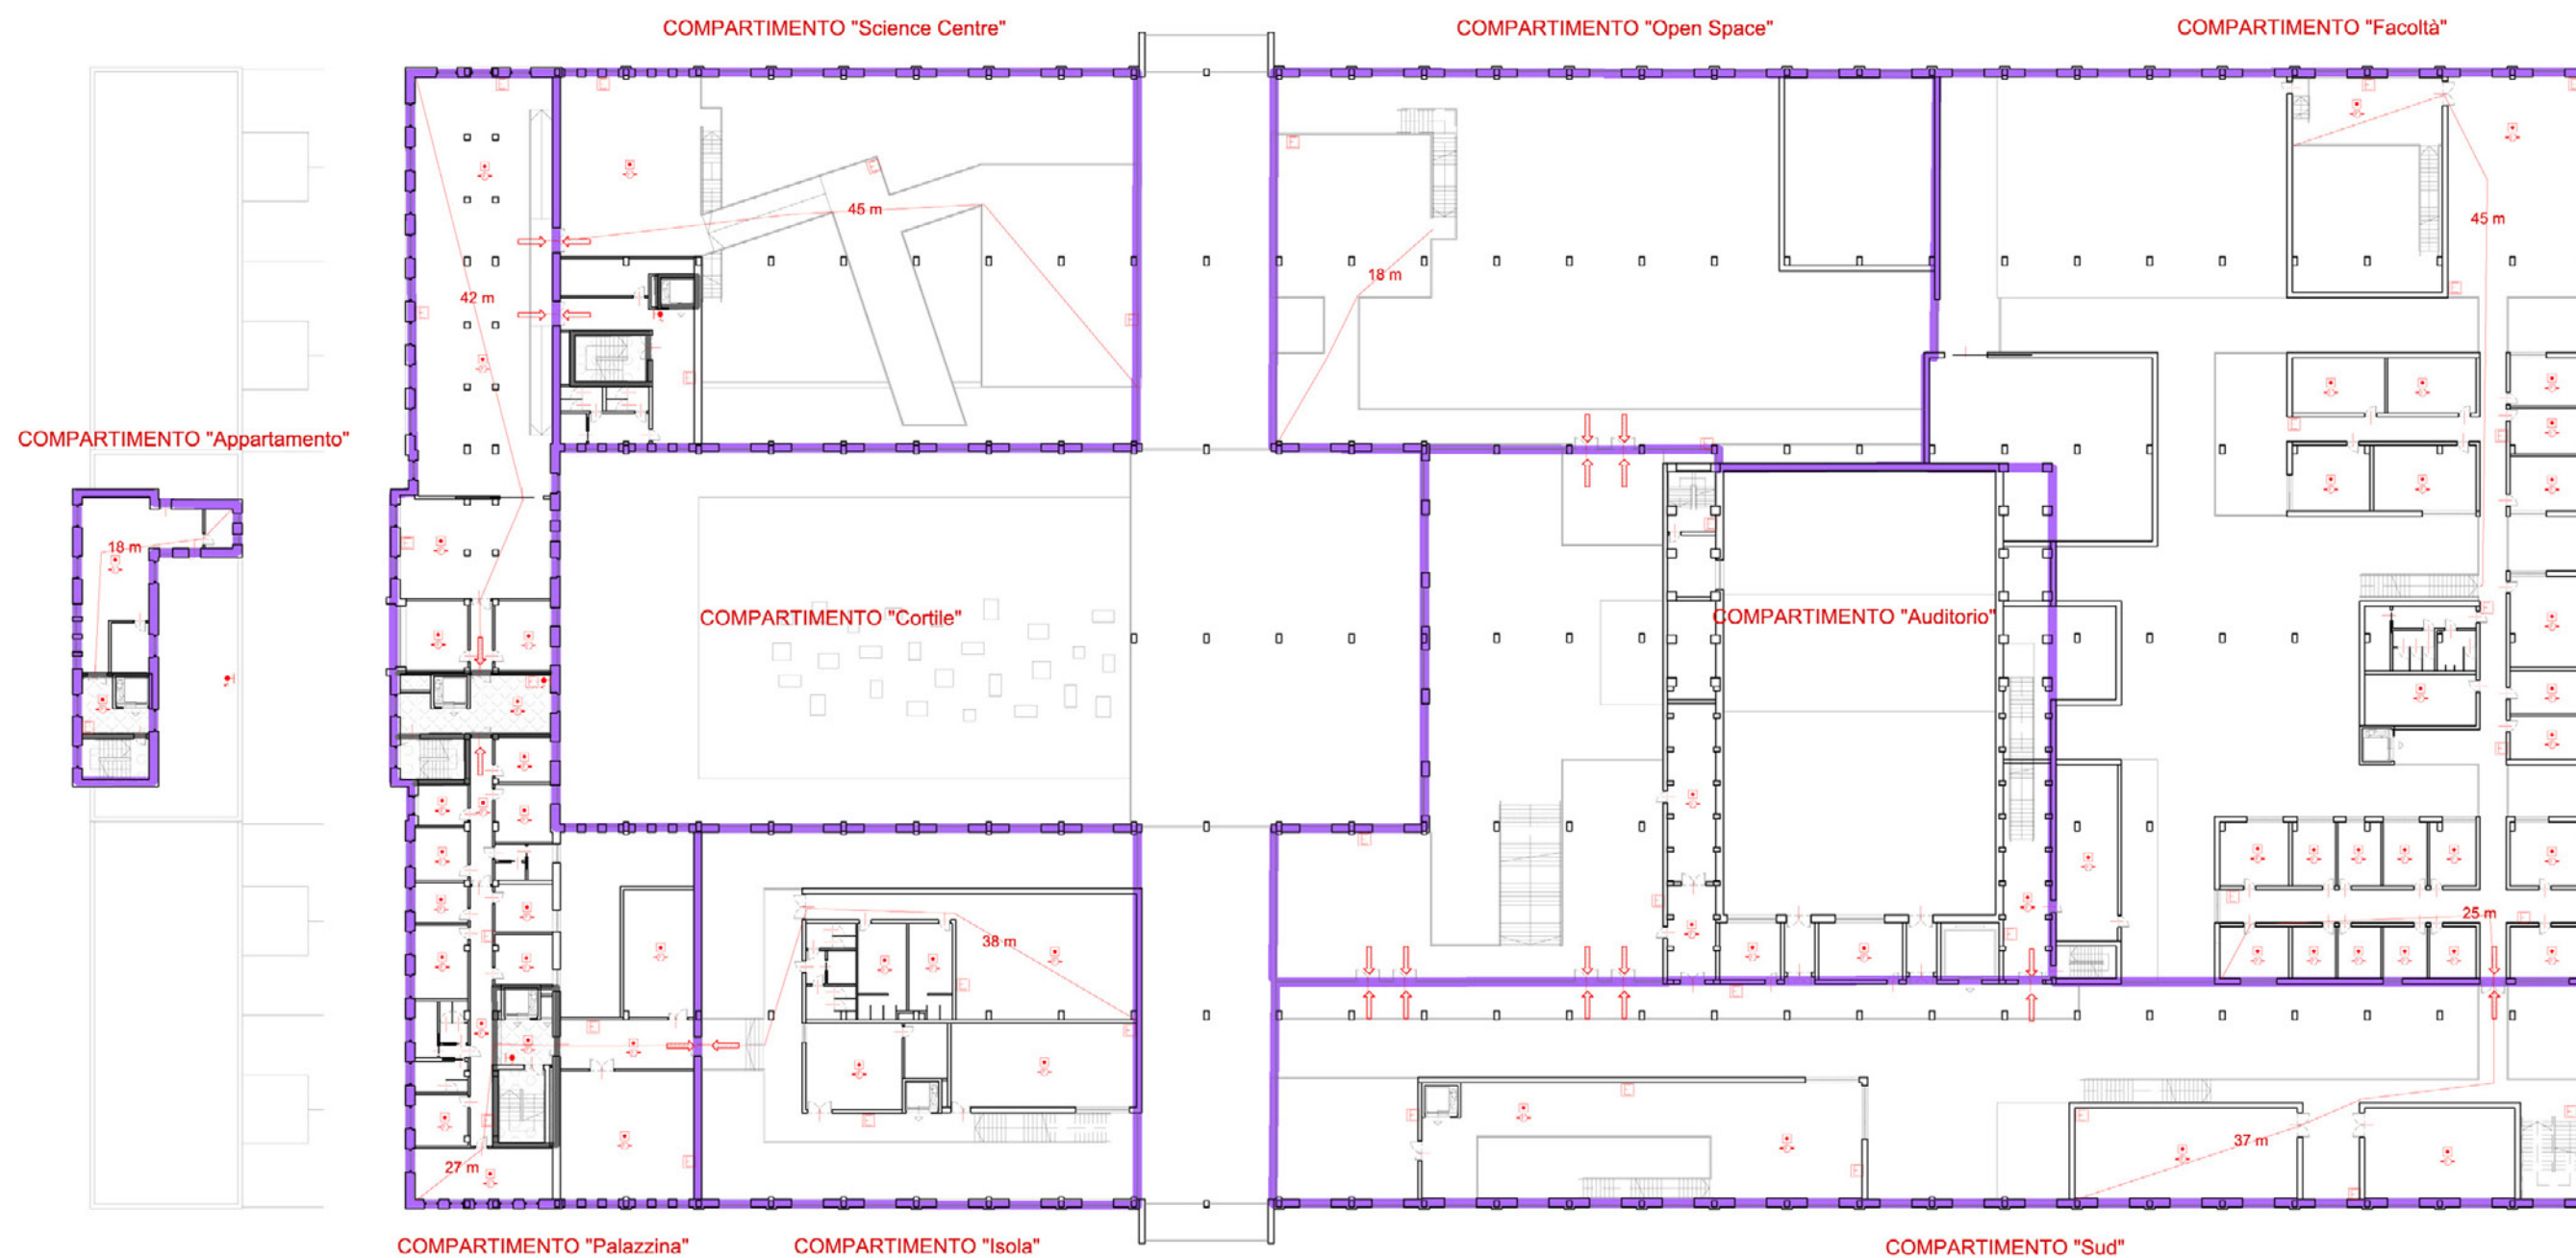 COMPARTIMENTO "Science Centre"
COMPARTIMENTO "Open Space"
COMPARTIMENTO "Facoltà"
45 m
45 m
18 m
42 m
COMPARTIMENTO "Appartamento"
18 m
COMPARTIMENTO "Cortile"
COMPARTIMENTO "Auditorio"
25 m
38 m
37 m
27 m
COMPARTIMENTO "Palazzina"
COMPARTIMENTO "Isola"
COMPARTIMENTO "Sud"